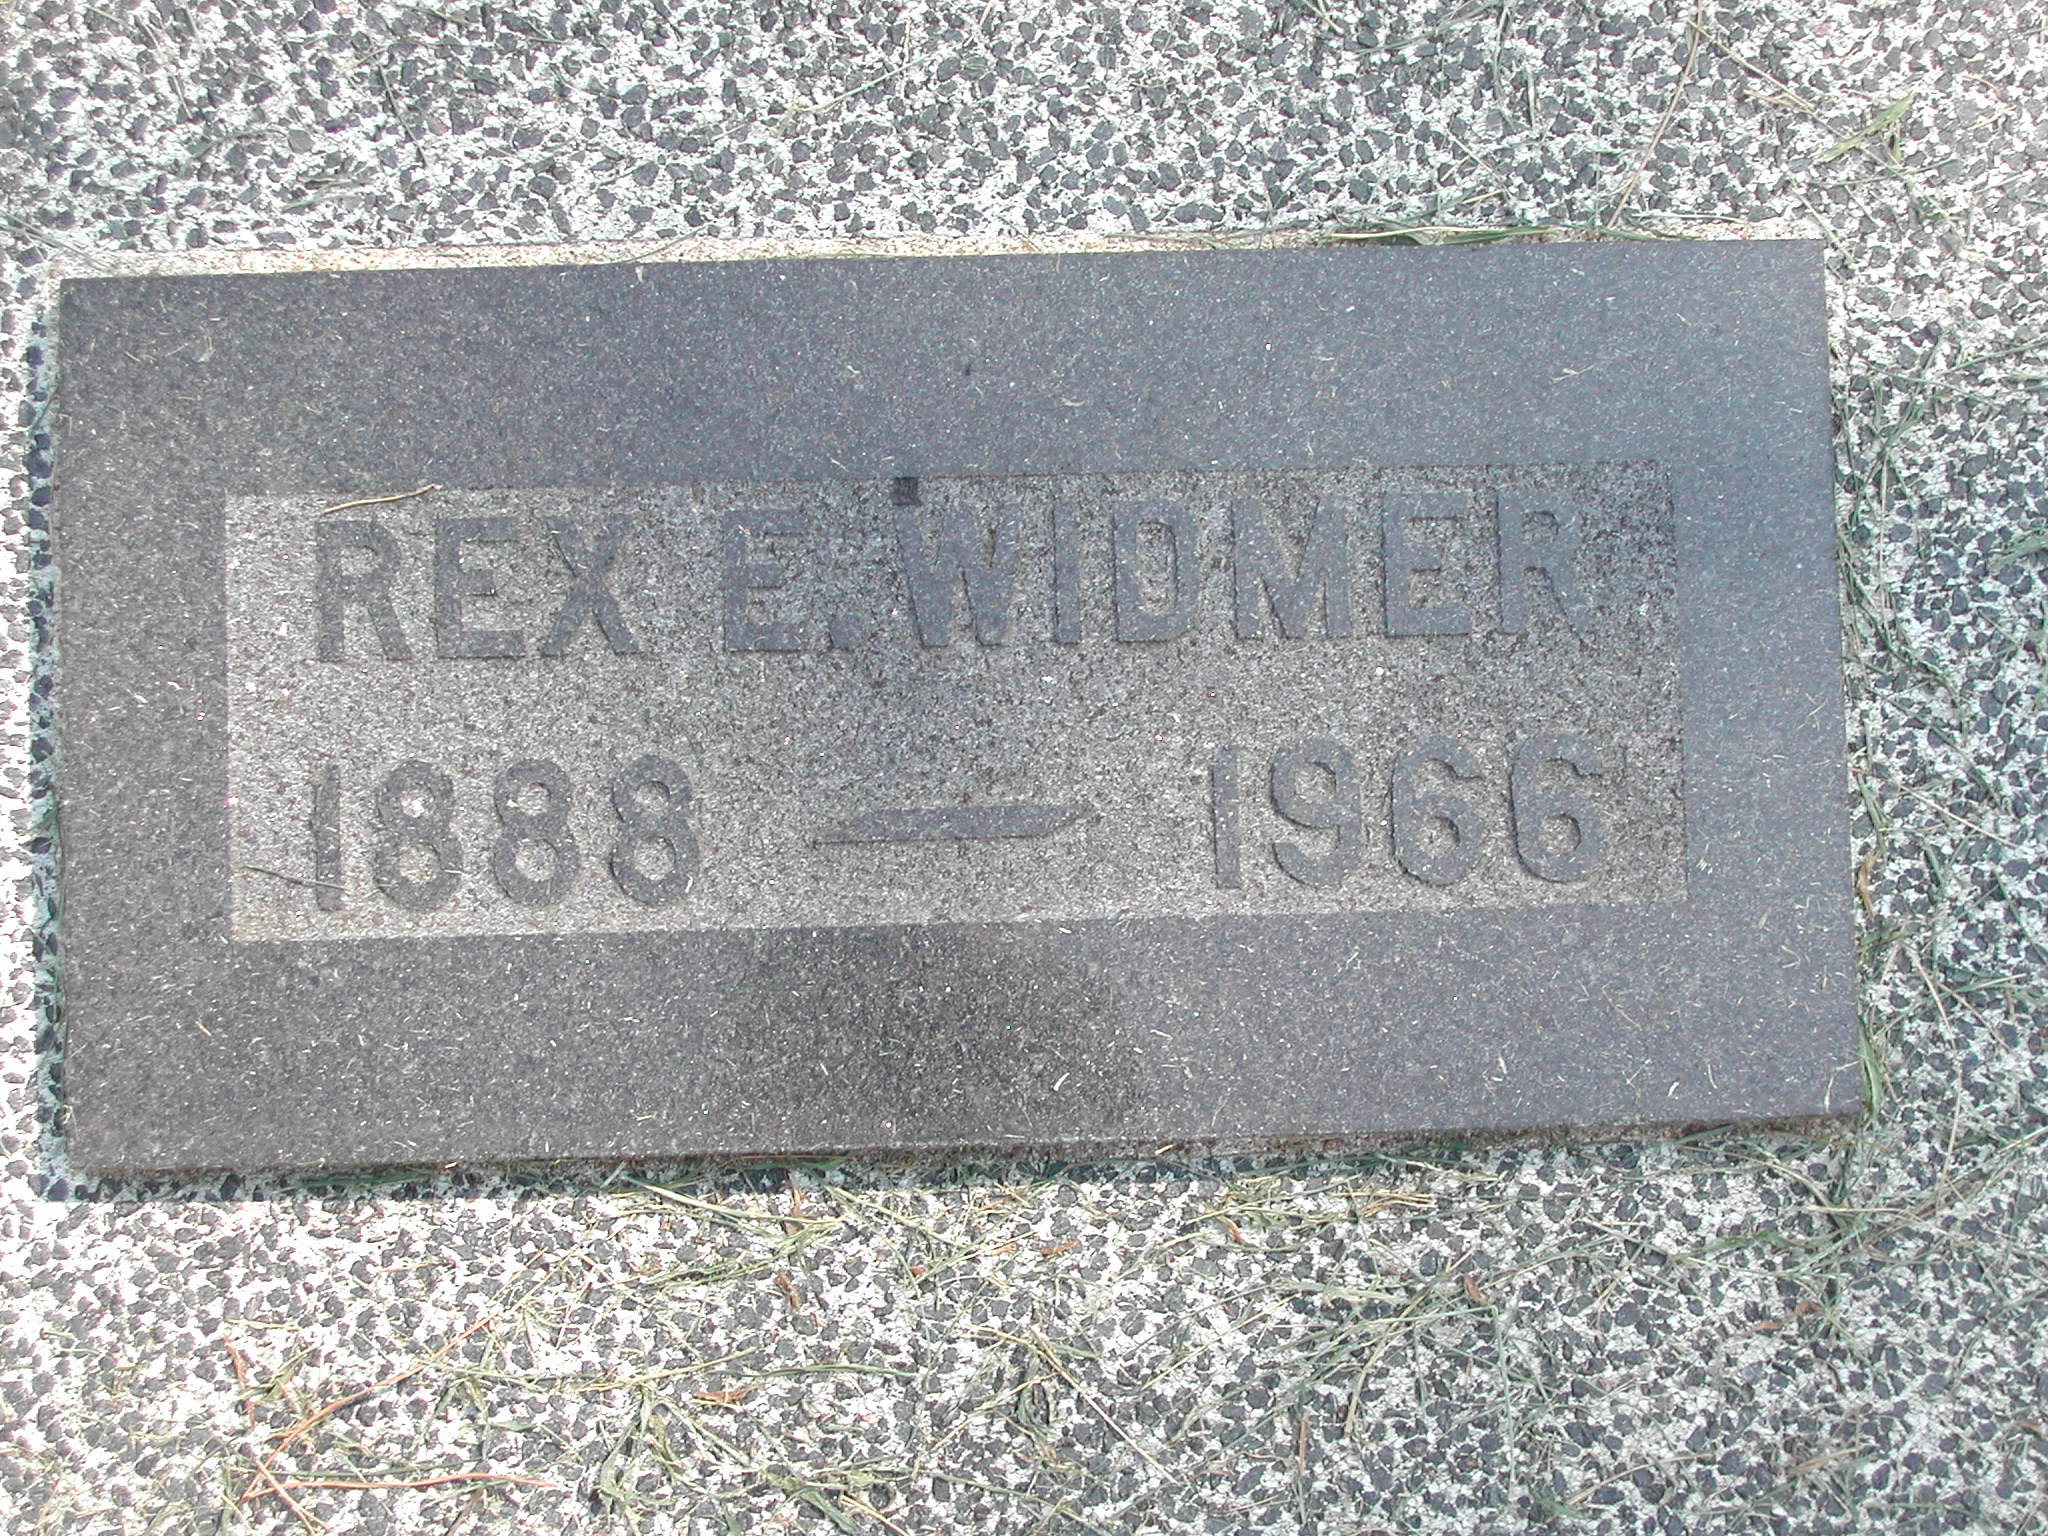 REX E. WIDMER
1888 — 1966